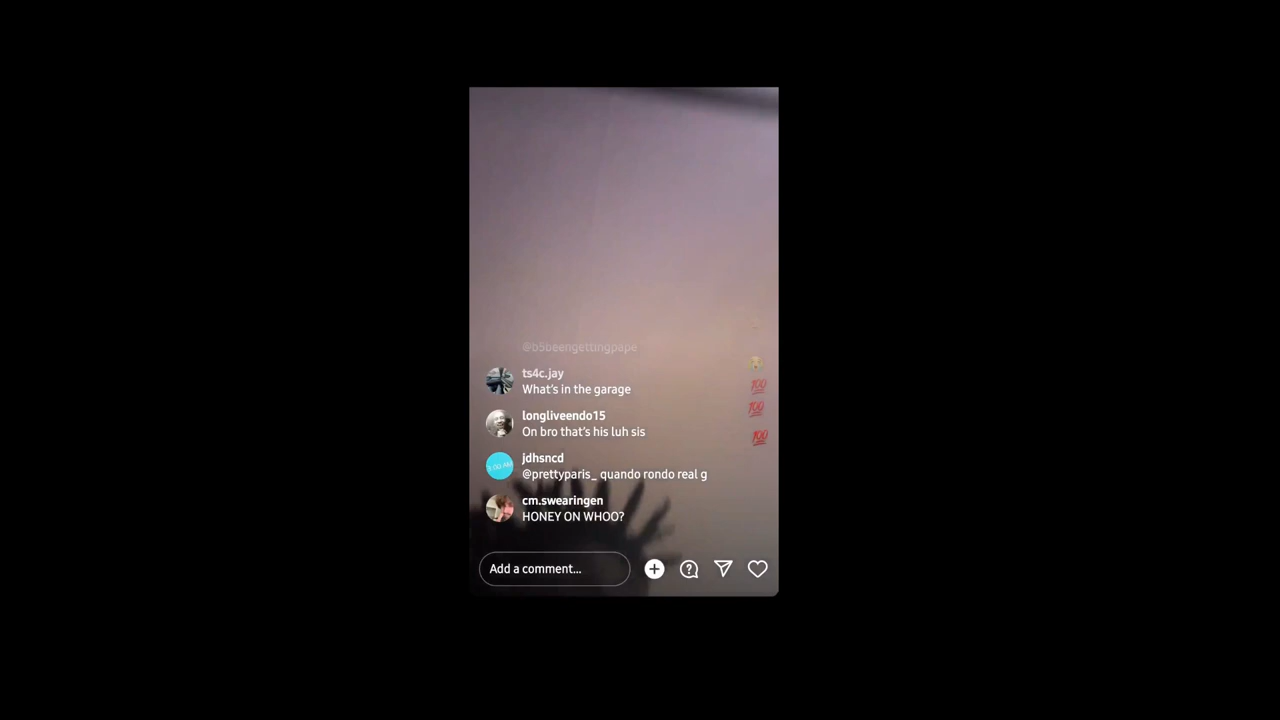 @b5beengettingpape
ts4c.jay
What's in the garage
longliveendo15
On bro that's his luh sis
jdhsncd
@prettyparis_ quando rondo real g
cm.swearingen
HONEY ON WHOO?
Add a comment...